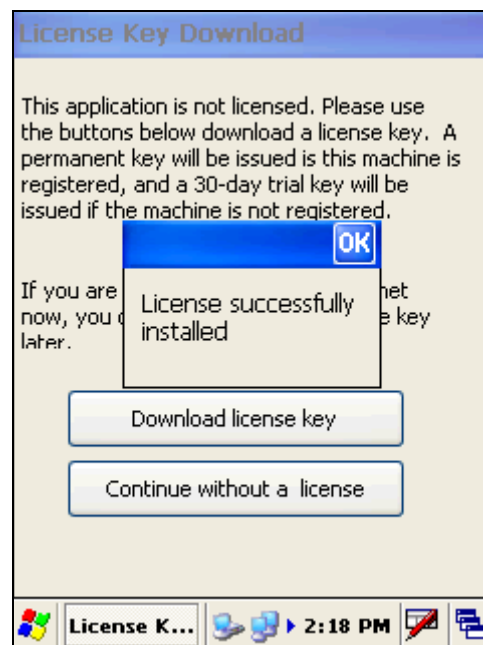 License Key Download
This application is not licensed. Please use
the buttons below download a license key. A
permanent key will be issued is this machine is
registered, and a 30-day trial key will be
issued if the machine is not registered.
OK
License successfully
installed
If you are
now, you
later.
key
Download license key
Continue without a license
License K...
2:18 PM